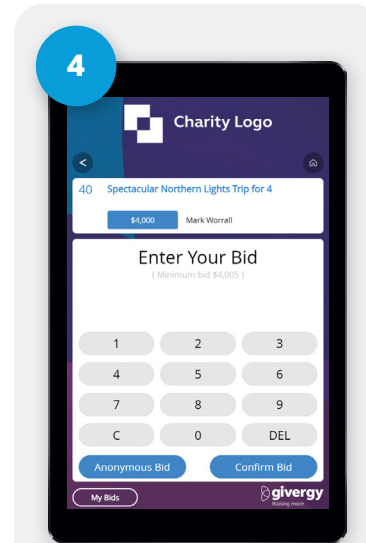 4
Charity Logo
<
40 Spectacular Northern Lights Trip for 4
$4,000 Mark Worrall
Enter Your Bid
( Minimum bid $4,005 )
1 2 3
4 5 6
7 8 9
C 0 DEL
Anonymous Bid Confirm Bid
My Bids givergy
Raising more